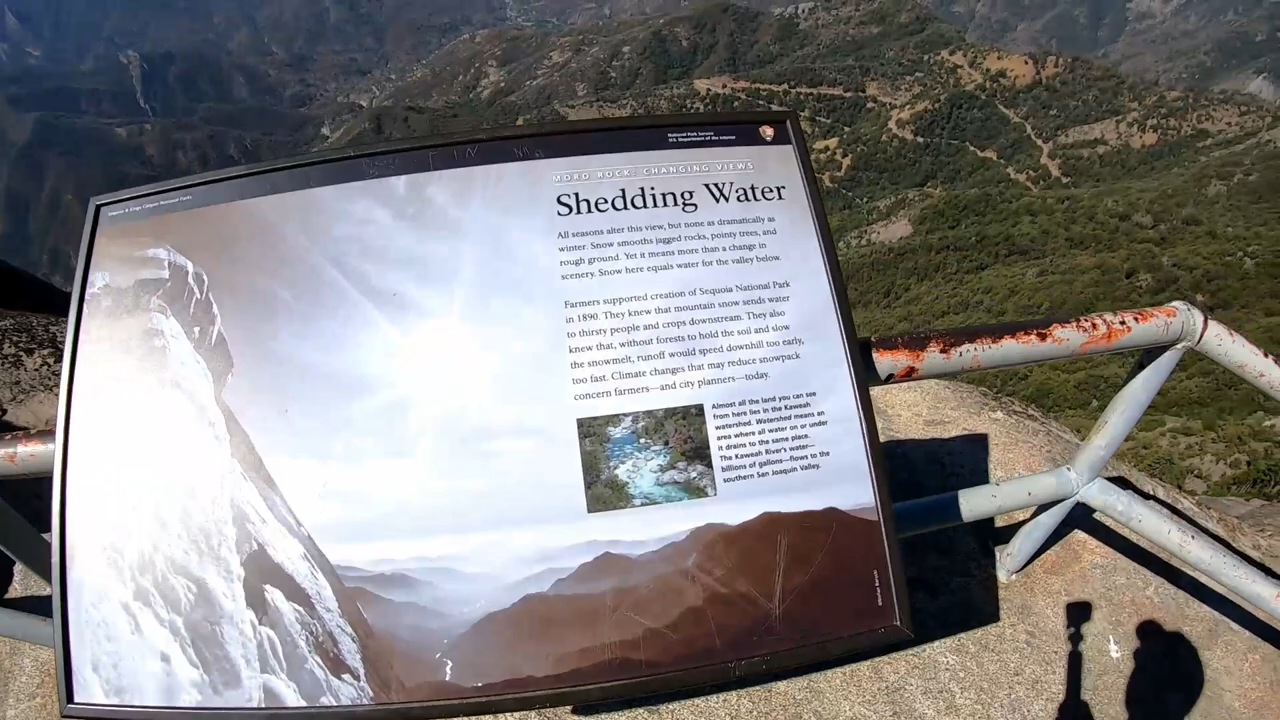 National Park Service
U.S. Department of the Interior
Sequoia & Kings Canyon National Parks
MORO ROCK: CHANGING VIEWS
Shedding Water
All seasons alter this view, but none as dramatically as
winter. Snow smooths jagged rocks, pointy trees, and
rough ground. Yet it means more than a change in
scenery. Snow here equals water for the valley below.
Farmers supported creation of Sequoia National Park
in 1890. They knew that mountain snow sends water
to thirsty people and crops downstream. They also
knew that, without forests to hold the soil and slow
the snowmelt, runoff would speed downhill too early,
too fast. Climate changes that may reduce snowpack
concern farmers—and city planners—today.
Almost all the land you can see
from here lies in the Kaweah
watershed. Watershed means an
area where all water on or under
it drains to the same place.
The Kaweah River's water—
billions of gallons—flows to the
southern San Joaquin Valley.